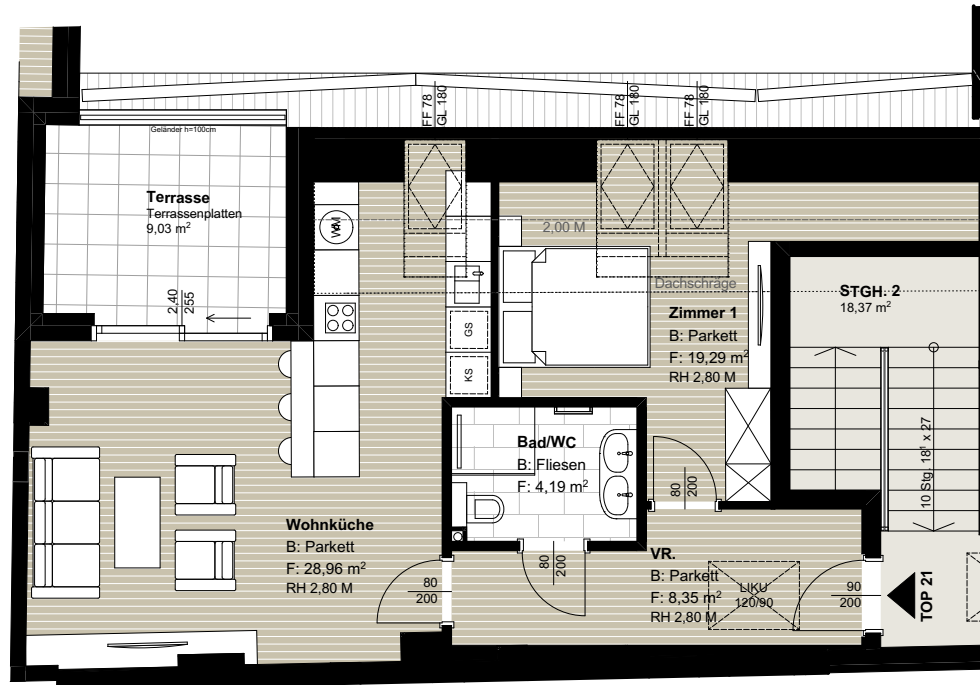 FF 78
GL 180
FF 78
GL 180
FF 78
GL 180
Geländer h=100cm
Terrasse
Terrassenplatten
9,03 m²
2,40
255
WM
2,00 M
Dachschräge
Zimmer 1
B: Parkett
F: 19,29 m²
RH 2,80 M
STGH. 2
18,37 m²
GS
KS
10 Stg. 18¹ x 27
Bad/WC
B: Fliesen
F: 4,19 m²
80
200
Wohnküche
B: Parkett
F: 28,96 m²
RH 2,80 M
80
200
80
200
VR.
B: Parkett
F: 8,35 m²
RH 2,80 M
LIKU
120/90
90
200
TOP 21